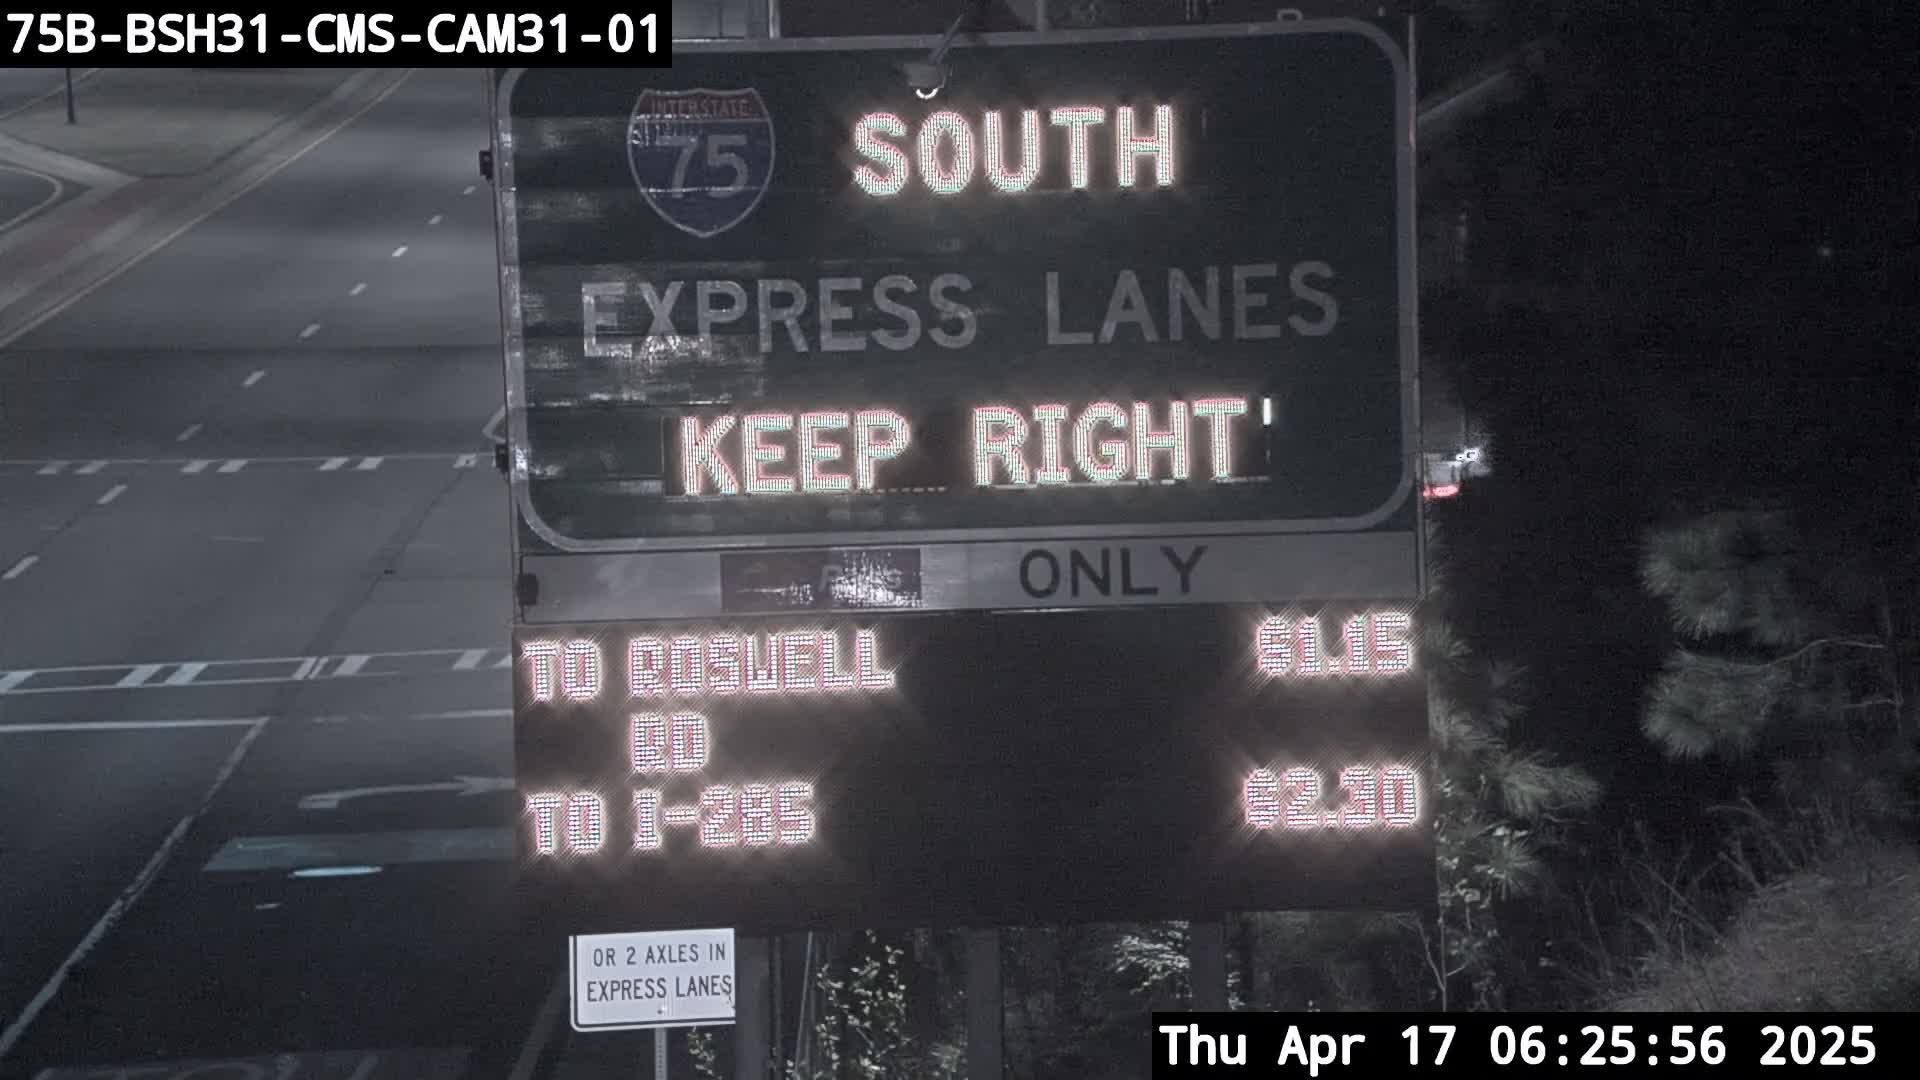 75B-BSH31-CMS-CAM31-01
INTERSTATE
75
SOUTH
EXPRESS LANES
KEEP RIGHT
ONLY
TO ROSWELL $1.15
RD
TO I-285 $2.30
OR 2 AXLES IN
EXPRESS LANES
Thu Apr 17 06:25:56 2025